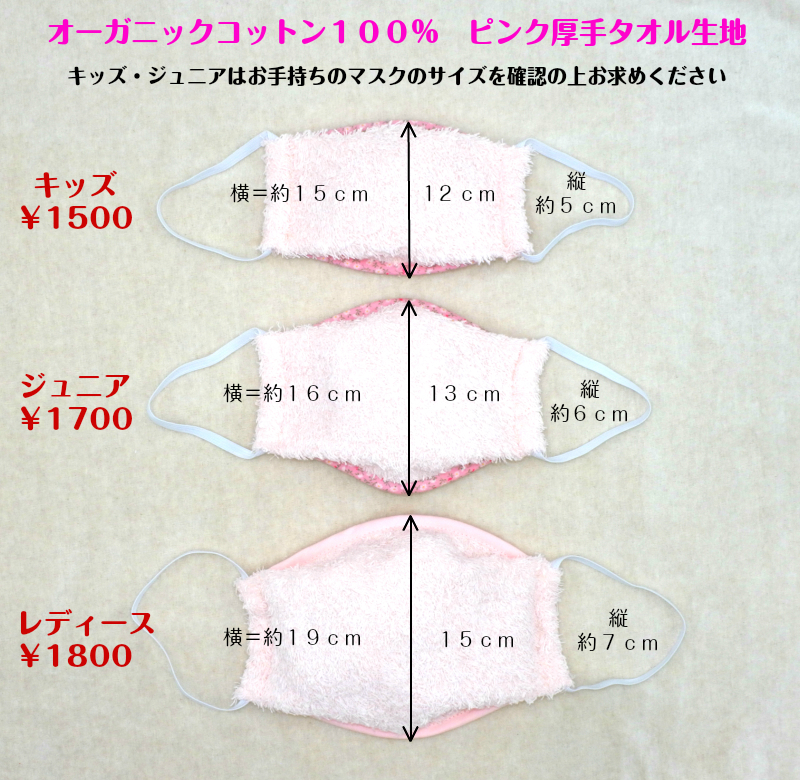 オーガニックコットン１００％　ピンク厚手タオル生地
キッズ・ジュニアはお手持ちのマスクのサイズを確認の上お求めください
キッズ
¥1500
横＝約１５ｃｍ
12ｃｍ
縦
約５ｃｍ
ジュニア
¥1700
横＝約１６ｃｍ
13ｃｍ
縦
約６ｃｍ
レディース
¥1800
横＝約１９ｃｍ
15ｃｍ
縦
約７ｃｍ